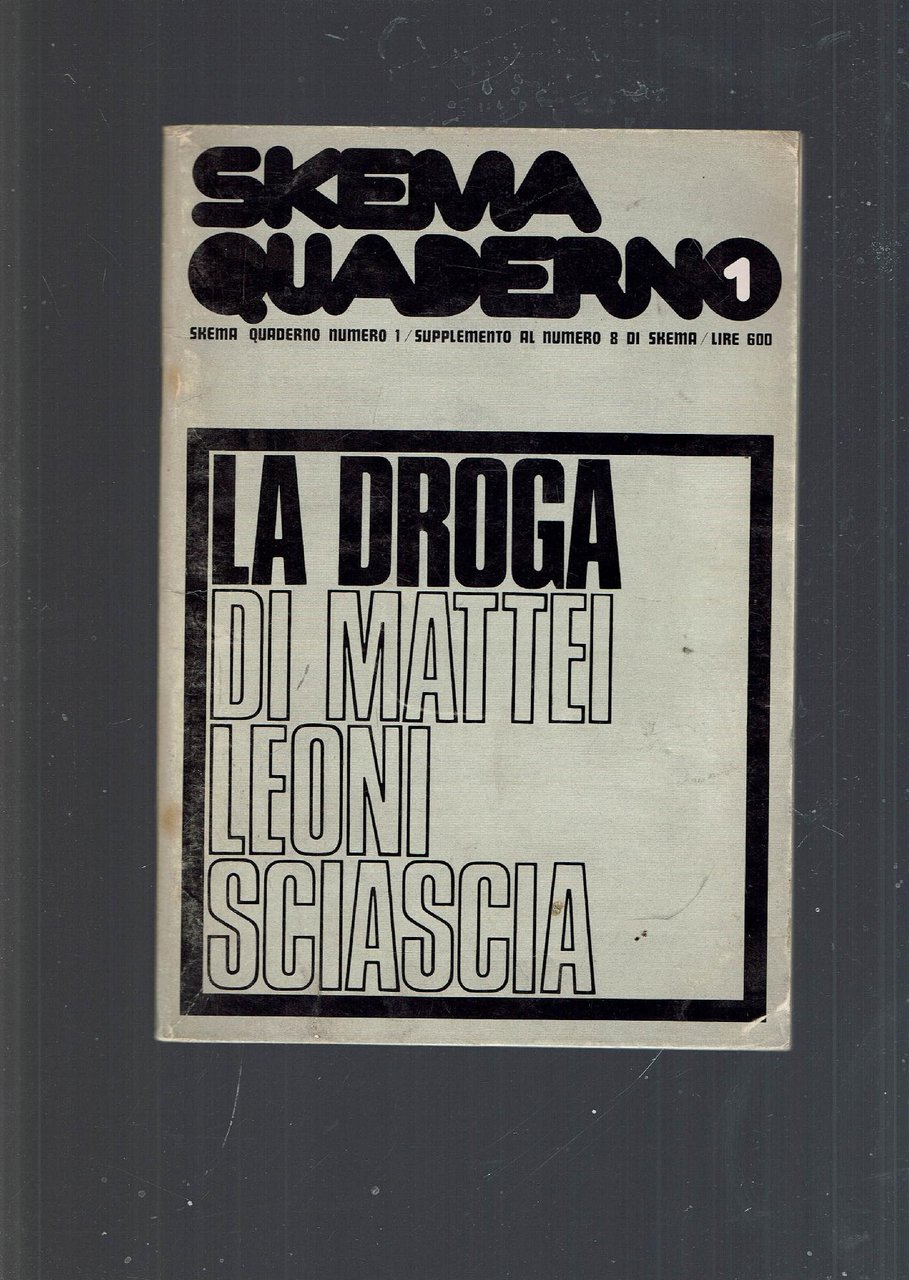 SKEMA
QUADERNO 1
SKEMA QUADERNO NUMERO 1/SUPPLEMENTO AL NUMERO 8 DI SKEMA/LIRE 600
LA DROGA
DI MATTEI
LEONI
SCIASCIA